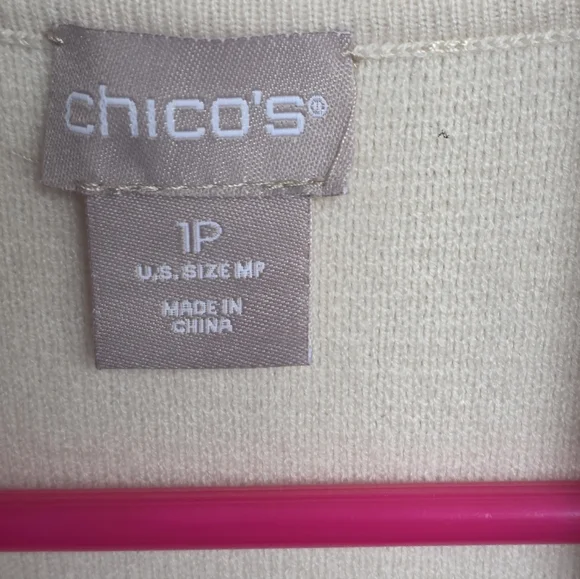 chico's®
1P
U.S. SIZE MP
MADE IN
CHINA